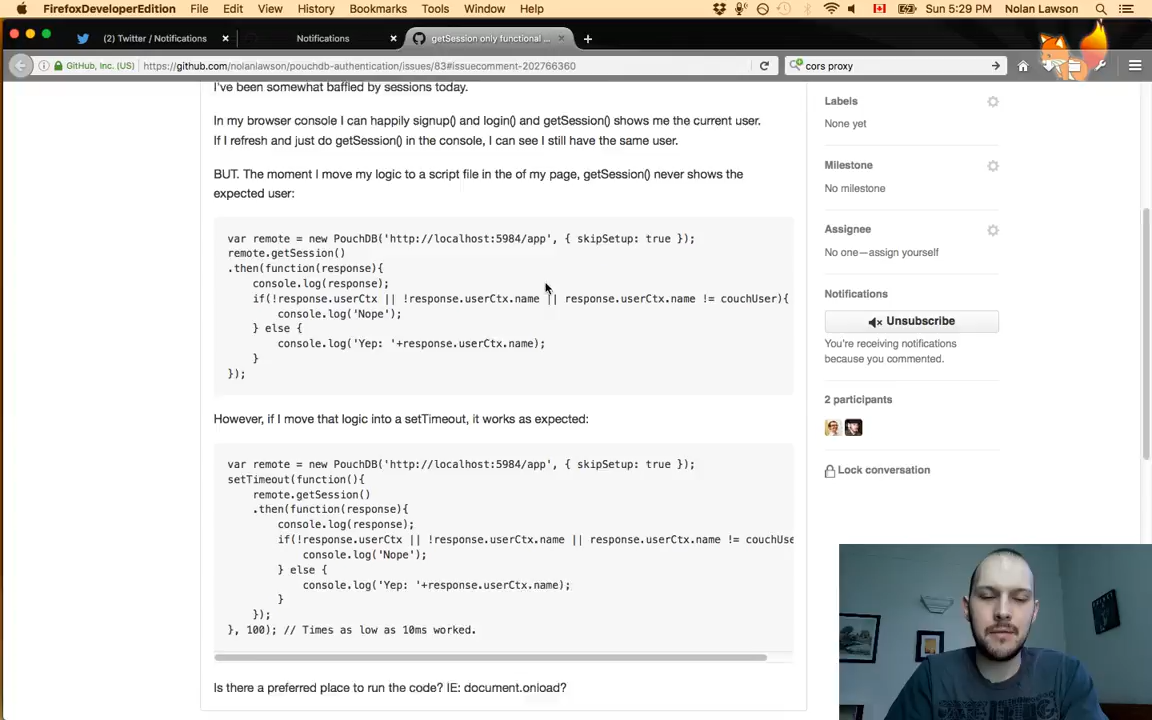 FirefoxDeveloperEdition File Edit View History Bookmarks Tools Window Help Sun 5:29 PM Nolan Lawson
(2) Twitter / Notifications Notifications getSession only functional ...
GitHub, Inc. (US) https://github.com/nolanlawson/pouchdb-authentication/issues/83#issuecomment-202766360 cors proxy
I've been somewhat baffled by sessions today.
In my browser console I can happily signup() and login() and getSession() shows me the current user.
If I refresh and just do getSession() in the console, I can see I still have the same user.
BUT. The moment I move my logic to a script file in the of my page, getSession() never shows the
expected user:
var remote = new PouchDB('http://localhost:5984/app', { skipSetup: true });
remote.getSession()
.then(function(response){
console.log(response);
if(!response.userCtx || !response.userCtx.name || response.userCtx.name != couchUser){
console.log('Nope');
} else {
console.log('Yep: '+response.userCtx.name);
}
});
However, if I move that logic into a setTimeout, it works as expected:
var remote = new PouchDB('http://localhost:5984/app', { skipSetup: true });
setTimeout(function(){
remote.getSession()
.then(function(response){
console.log(response);
if(!response.userCtx || !response.userCtx.name || response.userCtx.name != couchUse
console.log('Nope');
} else {
console.log('Yep: '+response.userCtx.name);
}
});
}, 100); // Times as low as 10ms worked.
Is there a preferred place to run the code? IE: document.onload?
Labels
None yet
Milestone
No milestone
Assignee
No one—assign yourself
Notifications
Unsubscribe
You're receiving notifications
because you commented.
2 participants
Lock conversation